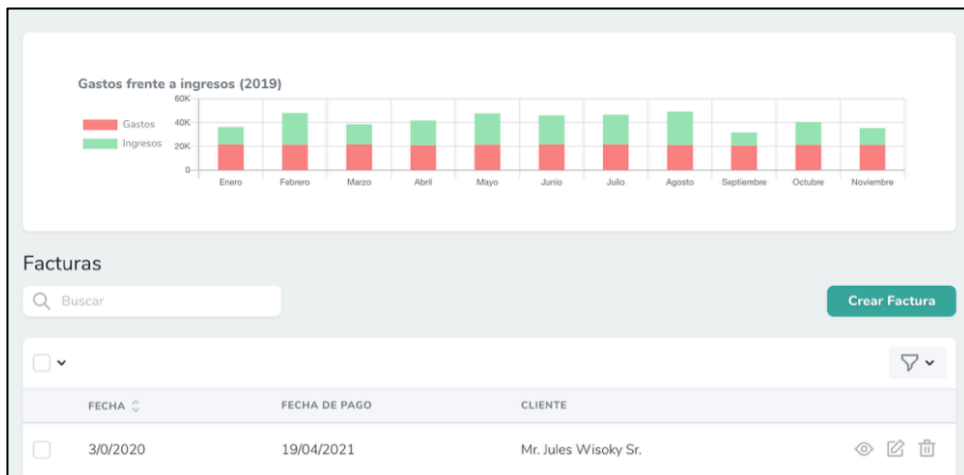 Gastos frente a ingresos (2019)
60K
Gastos
40K
Ingresos
20K
0
Enero Febrero Marzo Abril Mayo Junio Julio Agosto Septiembre Octubre Noviembre
Facturas
Buscar
Crear Factura
FECHA FECHA DE PAGO CLIENTE
3/0/2020 19/04/2021 Mr. Jules Wisoky Sr.